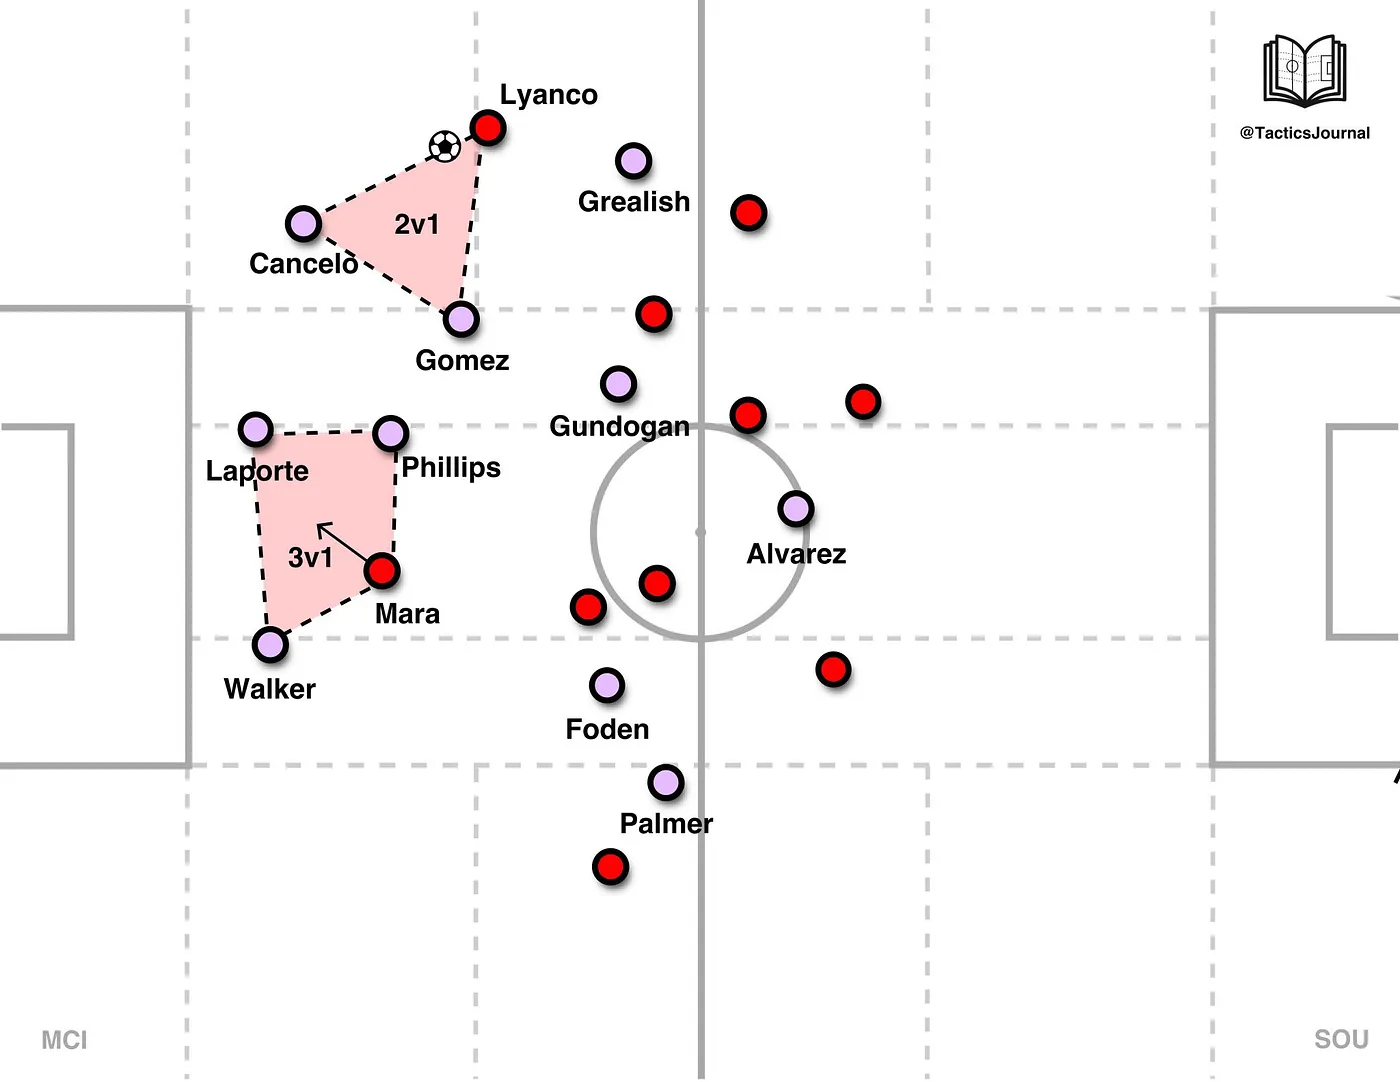 Lyanco
@TacticsJournal
Grealish
2v1
Cancelo
Gomez
Gundogan
Laporte
Phillips
3v1
Alvarez
Mara
Walker
Foden
Palmer
MCI
SOU